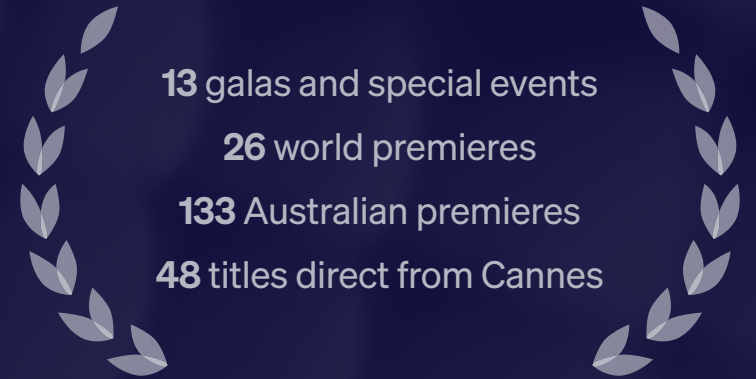 13 galas and special events
26 world premieres
133 Australian premieres
48 titles direct from Cannes